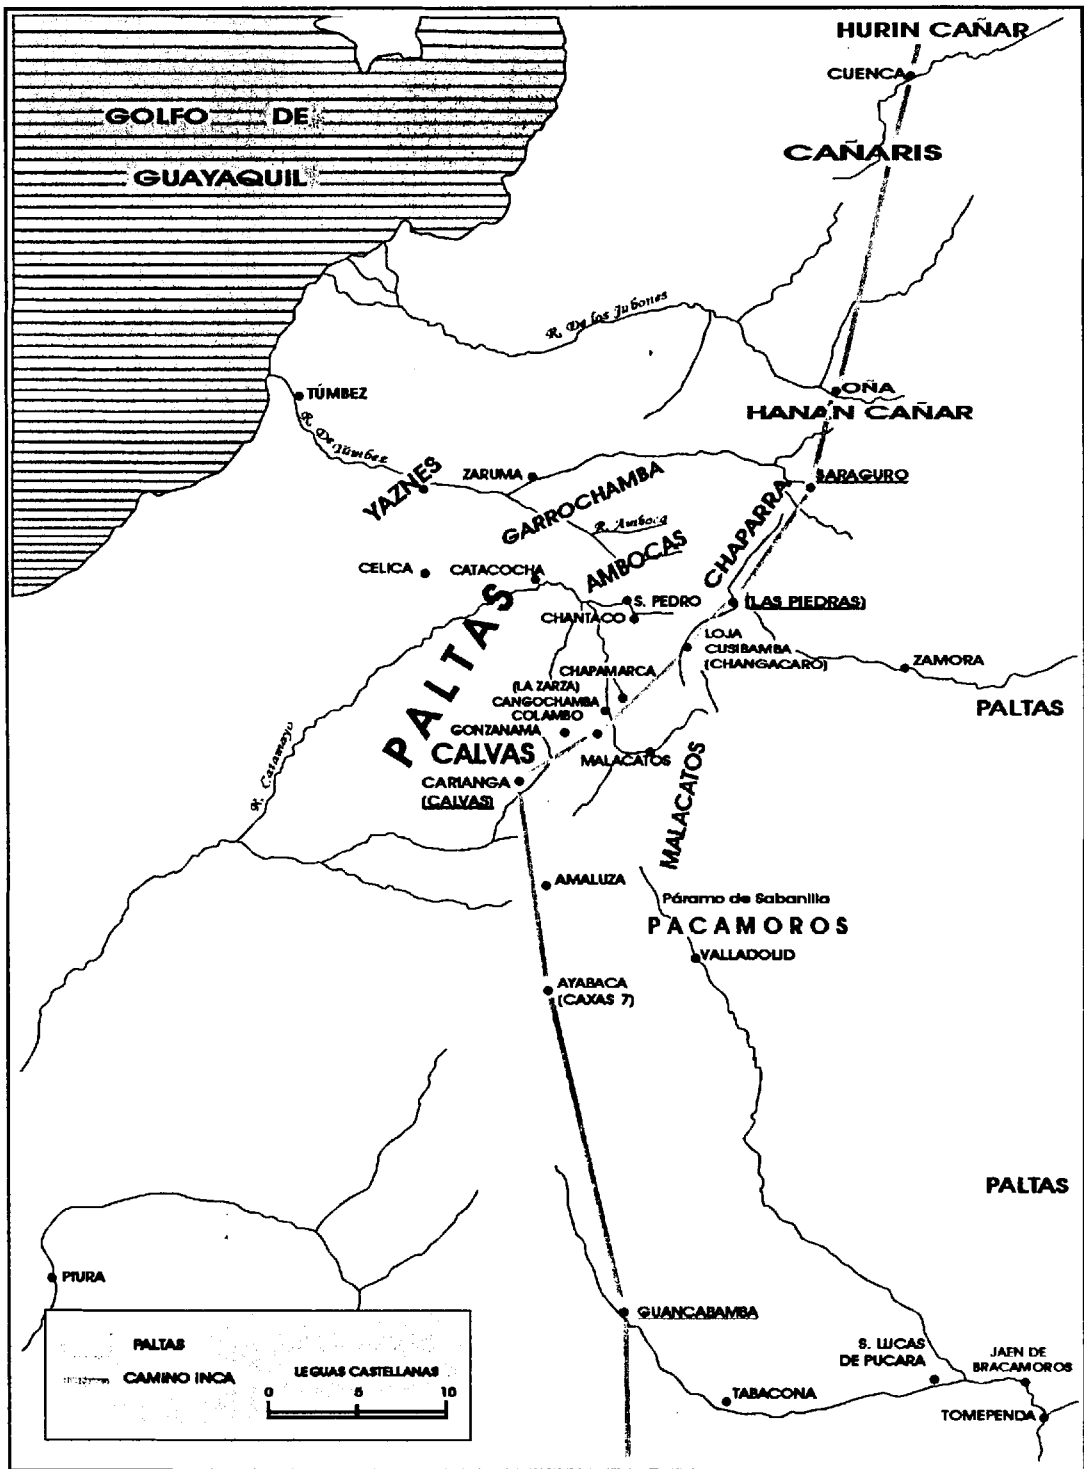 HURIN CAÑAR
CUENCA
GOLFO DE
GUAYAQUIL
CAÑARIS
R. De los Jubones
TÚMBEZ
OÑA
HANAN CAÑAR
R. De Túmbez
YAZNES
ZARUMA
GARROCHAMBA
SARAGURO
R. Amboca
CHAPARRA
AMBOCAS
CELICA
CATACOCHA
PALTAS
S. PEDRO
(LAS PIEDRAS)
CHANTACO
LOJA
CUSIBAMBA
(CHANGACARO)
ZAMORA
CHAPAMARCA
(LA ZARZA)
CANGOCHAMBA
COLAMBO
PALTAS
GONZANAMA
CALVAS
MALACATOS
R. Catamayo
CARIANGA
(CALVAS)
MALACATOS
AMALUZA
Páramo de Sabanilla
PACAMOROS
VALLADOLID
AYABACA
(CAXAS 7)
PALTAS
PIURA
GUANCABAMBA
PALTAS
CAMINO INCA
LEGUAS CASTELLANAS
0 5 10
S. LUCAS
DE PUCARA
JAEN DE
BRACAMOROS
TABACONA
TOMEPENDA